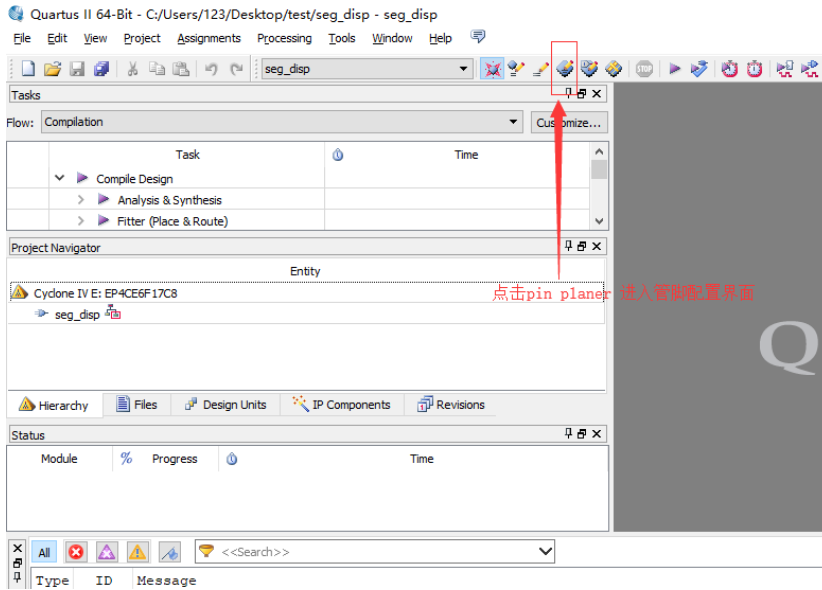 Quartus II 64-Bit - C:/Users/123/Desktop/test/seg_disp - seg_disp
File Edit View Project Assignments Processing Tools Window Help
seg_disp
STOP
Tasks
Flow: Compilation Customize...
Task Time
Compile Design
Analysis & Synthesis
Fitter (Place & Route)
Project Navigator
Entity
Cyclone IV E: EP4CE6F17C8
点击pin planer 进入管脚配置界面
seg_disp
Q
Hierarchy Files Design Units IP Components Revisions
Status
Module % Progress Time
All <<Search>>
Type ID Message